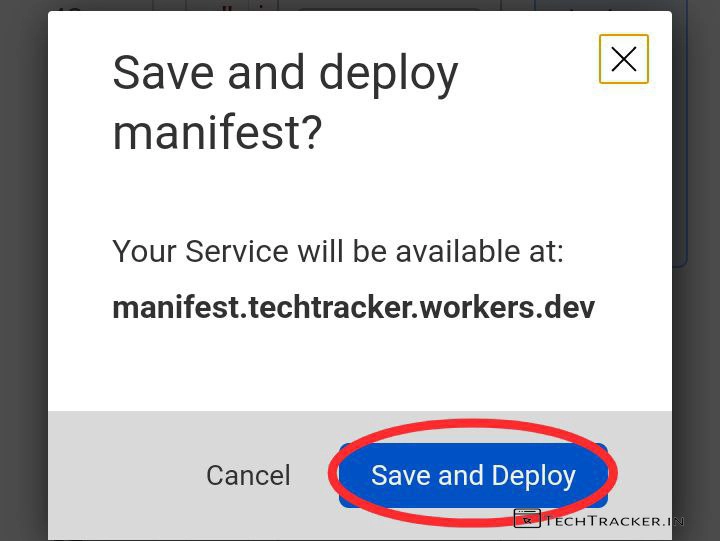 Save and deploy
manifest?
Your Service will be available at:
manifest.techtracker.workers.dev
Cancel
Save and Deploy
TECHTRACKER.IN